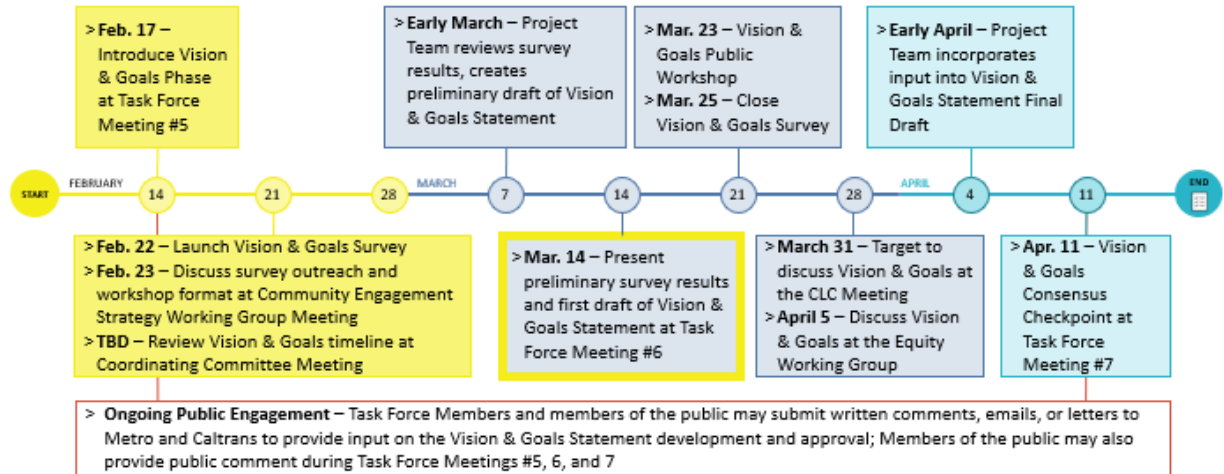 > Feb. 17 –
Introduce Vision
& Goals Phase
at Task Force
Meeting #5
> Early March – Project
Team reviews survey
results, creates
preliminary draft of Vision
& Goals Statement
> Mar. 23 – Vision &
Goals Public
Workshop
> Mar. 25 – Close
Vision & Goals Survey
> Early April – Project
Team incorporates
input into Vision &
Goals Statement Final
Draft
START
FEBRUARY
14
21
28
MARCH
7
14
21
28
APRIL
4
11
END
> Feb. 22 – Launch Vision & Goals Survey
> Feb. 23 – Discuss survey outreach and
workshop format at Community Engagement
Strategy Working Group Meeting
> TBD – Review Vision & Goals timeline at
Coordinating Committee Meeting
> Mar. 14 – Present
preliminary survey results
and first draft of Vision &
Goals Statement at Task
Force Meeting #6
> March 31 – Target to
discuss Vision & Goals at
the CLC Meeting
> April 5 – Discuss Vision
& Goals at the Equity
Working Group
> Apr. 11 – Vision
& Goals
Consensus
Checkpoint at
Task Force
Meeting #7
> Ongoing Public Engagement – Task Force Members and members of the public may submit written comments, emails, or letters to
Metro and Caltrans to provide input on the Vision & Goals Statement development and approval; Members of the public may also
provide public comment during Task Force Meetings #5, 6, and 7